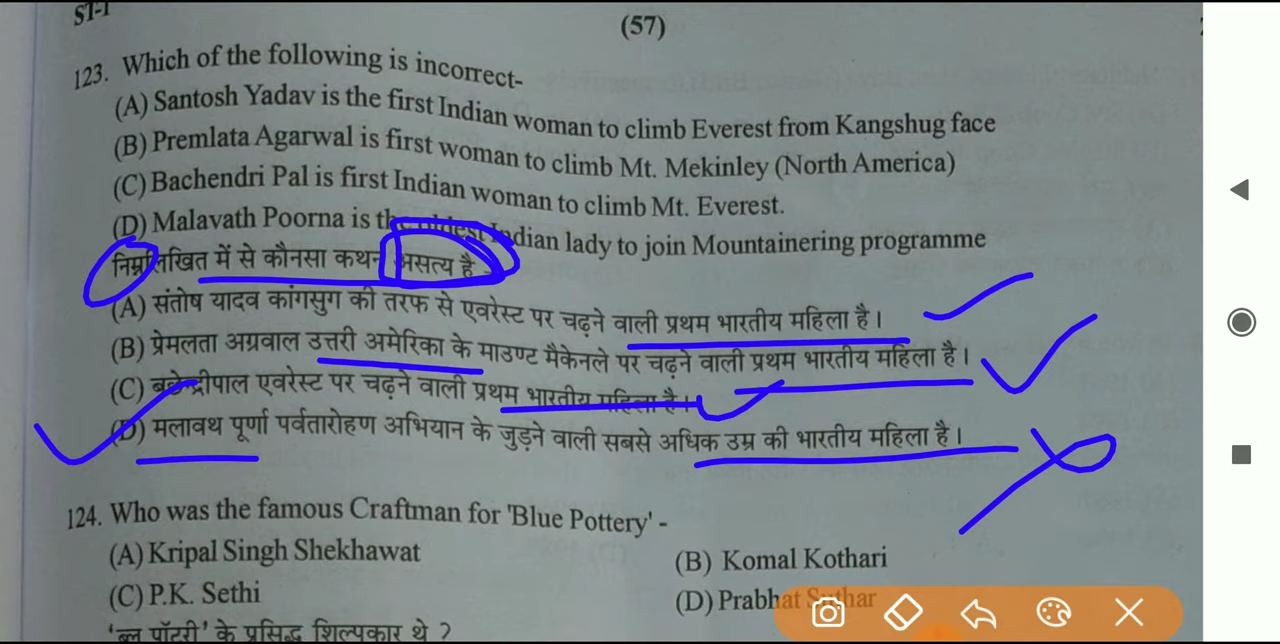 ST-I
(57)
123. Which of the following is incorrect-
(A) Santosh Yadav is the first Indian woman to climb Everest from Kangshug face
(B) Premlata Agarwal is first woman to climb Mt. Mekinley (North America)
(C) Bachendri Pal is first Indian woman to climb Mt. Everest.
(D) Malavath Poorna is the oldest Indian lady to join Mountainering programme
निम्नलिखित में से कौनसा कथन असत्य है
(A) संतोष यादव कांगसुग की तरफ से एवरेस्ट पर चढ़ने वाली प्रथम भारतीय महिला है।
(B) प्रेमलता अग्रवाल उत्तरी अमेरिका के माउण्ट मैकेनले पर चढ़ने वाली प्रथम भारतीय महिला है।
(C) बछेन्द्रीपाल एवरेस्ट पर चढ़ने वाली प्रथम भारतीय महिला है।
(D) मलावथ पूर्णा पर्वतारोहण अभियान के जुड़ने वाली सबसे अधिक उम्र की भारतीय महिला है।
124. Who was the famous Craftman for 'Blue Pottery' -
(A) Kripal Singh Shekhawat
(B) Komal Kothari
(C) P.K. Sethi
(D) Prabhat Suthar
'ब्लू पॉटरी' के प्रसिद्ध शिल्पकार थे ?